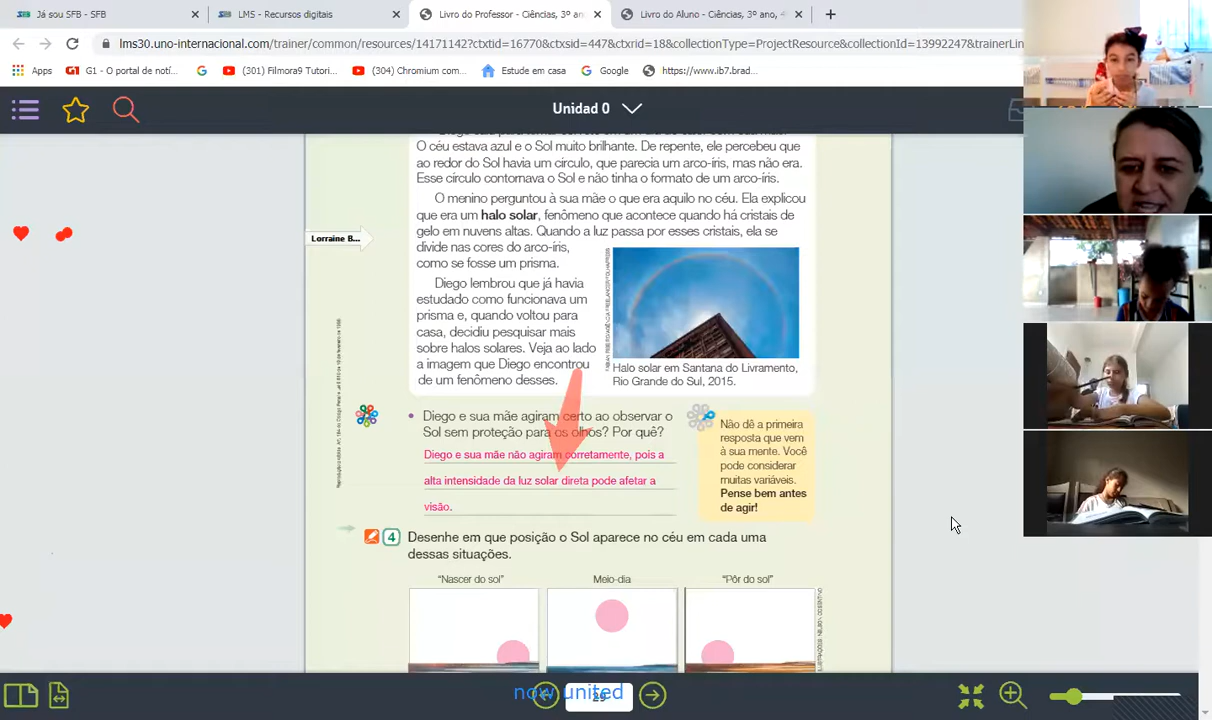 Já sou SFB - SFB
LMS - Recursos digitais
Livro do Professor - Ciências, 3º an
Livro do Aluno - Ciências, 3º ano, 4
lms30.uno-internacional.com/trainer/common/resources/14171142?ctxtid=16770&ctxsid=447&ctxrid=18&collectionType=ProjectResource&collectionId=13992247&trainerLin
Apps
G1 - O portal de notí...
(301) Filmora9 Tutori...
(304) Chromium com...
Estude em casa
Google
https://www.ib7.brad...
Unidad 0
O céu estava azul e o Sol muito brilhante. De repente, ele percebeu que
ao redor do Sol havia um círculo, que parecia um arco-íris, mas não era.
Esse círculo contornava o Sol e não tinha o formato de um arco-íris.
O menino perguntou à sua mãe o que era aquilo no céu. Ela explicou
que era um halo solar, fenômeno que acontece quando há cristais de
gelo em nuvens altas. Quando a luz passa por esses cristais, ela se
divide nas cores do arco-íris,
como se fosse um prisma.
Lorraine B...
Diego lembrou que já havia
estudado como funcionava um
prisma e, quando voltou para
casa, decidiu pesquisar mais
sobre halos solares. Veja ao lado
a imagem que Diego encontrou
de um fenômeno desses.
Halo solar em Santana do Livramento,
Rio Grande do Sul, 2015.
• Diego e sua mãe agiram certo ao observar o
Sol sem proteção para os olhos? Por quê?
Diego e sua mãe não agiram corretamente, pois a
alta intensidade da luz solar direta pode afetar a
visão.
Não dê a primeira
resposta que vem
à sua mente. Você
pode considerar
muitas variáveis.
Pense bem antes
de agir!
4 Desenhe em que posição o Sol aparece no céu em cada uma
dessas situações.
"Nascer do sol"
Meio-dia
"Pôr do sol"
now united
29